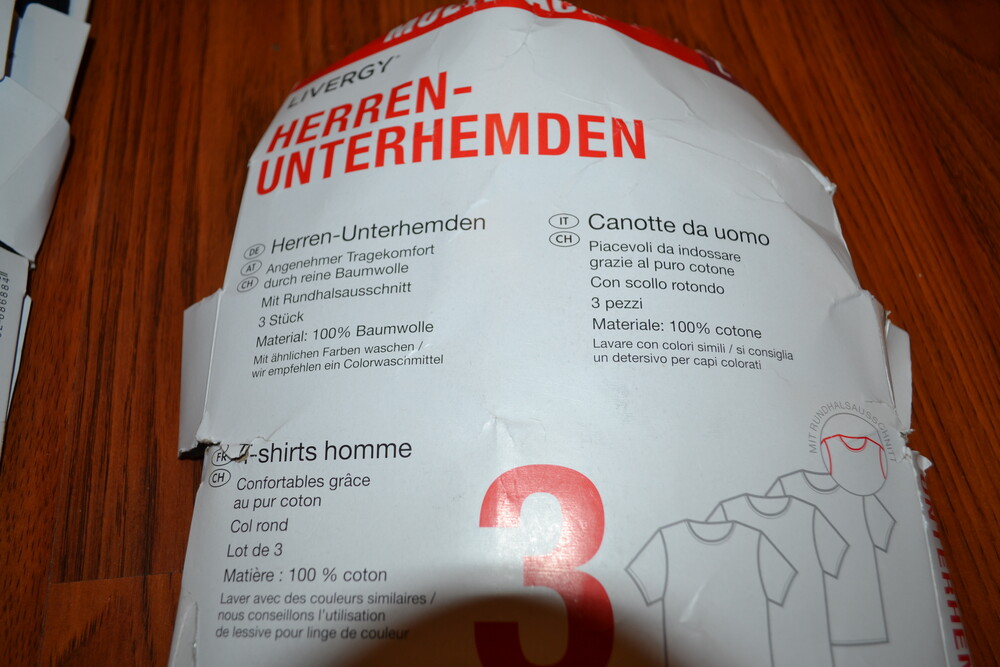 LIVERGY
HERREN-
UNTERHEMDEN
DE
AT
CH
Herren-Unterhemden
Angenehmer Tragekomfort
durch reine Baumwolle
Mit Rundhalsausschnitt
3 Stück
Material: 100% Baumwolle
Mit ähnlichen Farben waschen /
wir empfehlen ein Colorwaschmittel
IT
CH
Canotte da uomo
Piacevoli da indossare
grazie al puro cotone
Con scollo rotondo
3 pezzi
Materiale: 100% cotone
Lavare con colori simili / si consiglia
un detersivo per capi colorati
FR
CH
T-shirts homme
Confortables grâce
au pur coton
Col rond
Lot de 3
Matière : 100 % coton
Laver avec des couleurs similaires /
nous conseillons l'utilisation
de lessive pour linge de couleur
3
MIT RUNDHALSAUSSCHNITT